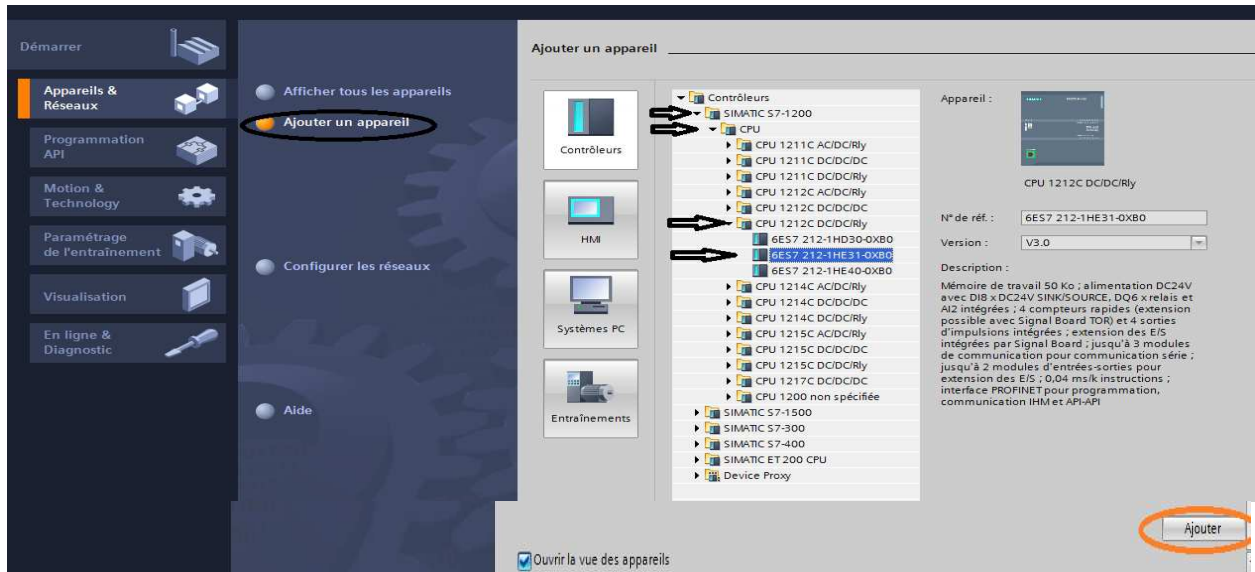 Démarrer
Appareils &
Réseaux
Programmation
API
Motion &
Technology
Paramétrage
de l'entraînement
Visualisation
En ligne &
Diagnostic
Afficher tous les appareils
Ajouter un appareil
Configurer les réseaux
Aide
Ajouter un appareil
Contrôleurs
HMI
Systèmes PC
Entraînements
Contrôleurs
SIMATIC S7-1200
CPU
CPU 1211C AC/DC/Rly
CPU 1211C DC/DC/DC
CPU 1211C DC/DC/Rly
CPU 1212C AC/DC/Rly
CPU 1212C DC/DC/DC
CPU 1212C DC/DC/Rly
6ES7 212-1HD30-0XB0
6ES7 212-1HE31-0XB0
6ES7 212-1HE40-0XB0
CPU 1214C AC/DC/Rly
CPU 1214C DC/DC/DC
CPU 1214C DC/DC/Rly
CPU 1215C AC/DC/Rly
CPU 1215C DC/DC/DC
CPU 1215C DC/DC/Rly
CPU 1217C DC/DC/DC
CPU 1200 non spécifiée
SIMATIC S7-1500
SIMATIC S7-300
SIMATIC S7-400
SIMATIC ET 200 CPU
Device Proxy
Appareil :
CPU 1212C DC/DC/Rly
N° de réf. : 6ES7 212-1HE31-0XB0
Version : V3.0
Description :
Mémoire de travail 50 Ko ; alimentation DC24V
avec DI8 x DC24V SINK/SOURCE, DQ6 x relais et
AI2 intégrées ; 4 compteurs rapides (extension
possible avec Signal Board TOR) et 4 sorties
d'impulsions intégrées ; extension des E/S
intégrées par Signal Board ; jusqu'à 3 modules
de communication pour communication série ;
jusqu'à 2 modules d'entrées-sorties pour
extension des E/S ; 0,04 ms/k instructions ;
interface PROFINET pour programmation,
communication IHM et API-API
Ajouter
Ouvrir la vue des appareils